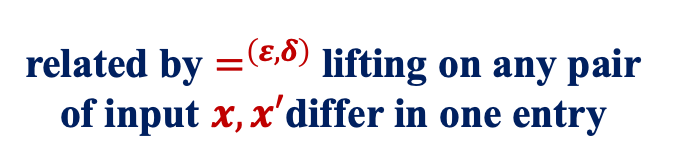 related by =(ε,δ) lifting on any pair
of input x, x′differ in one entry